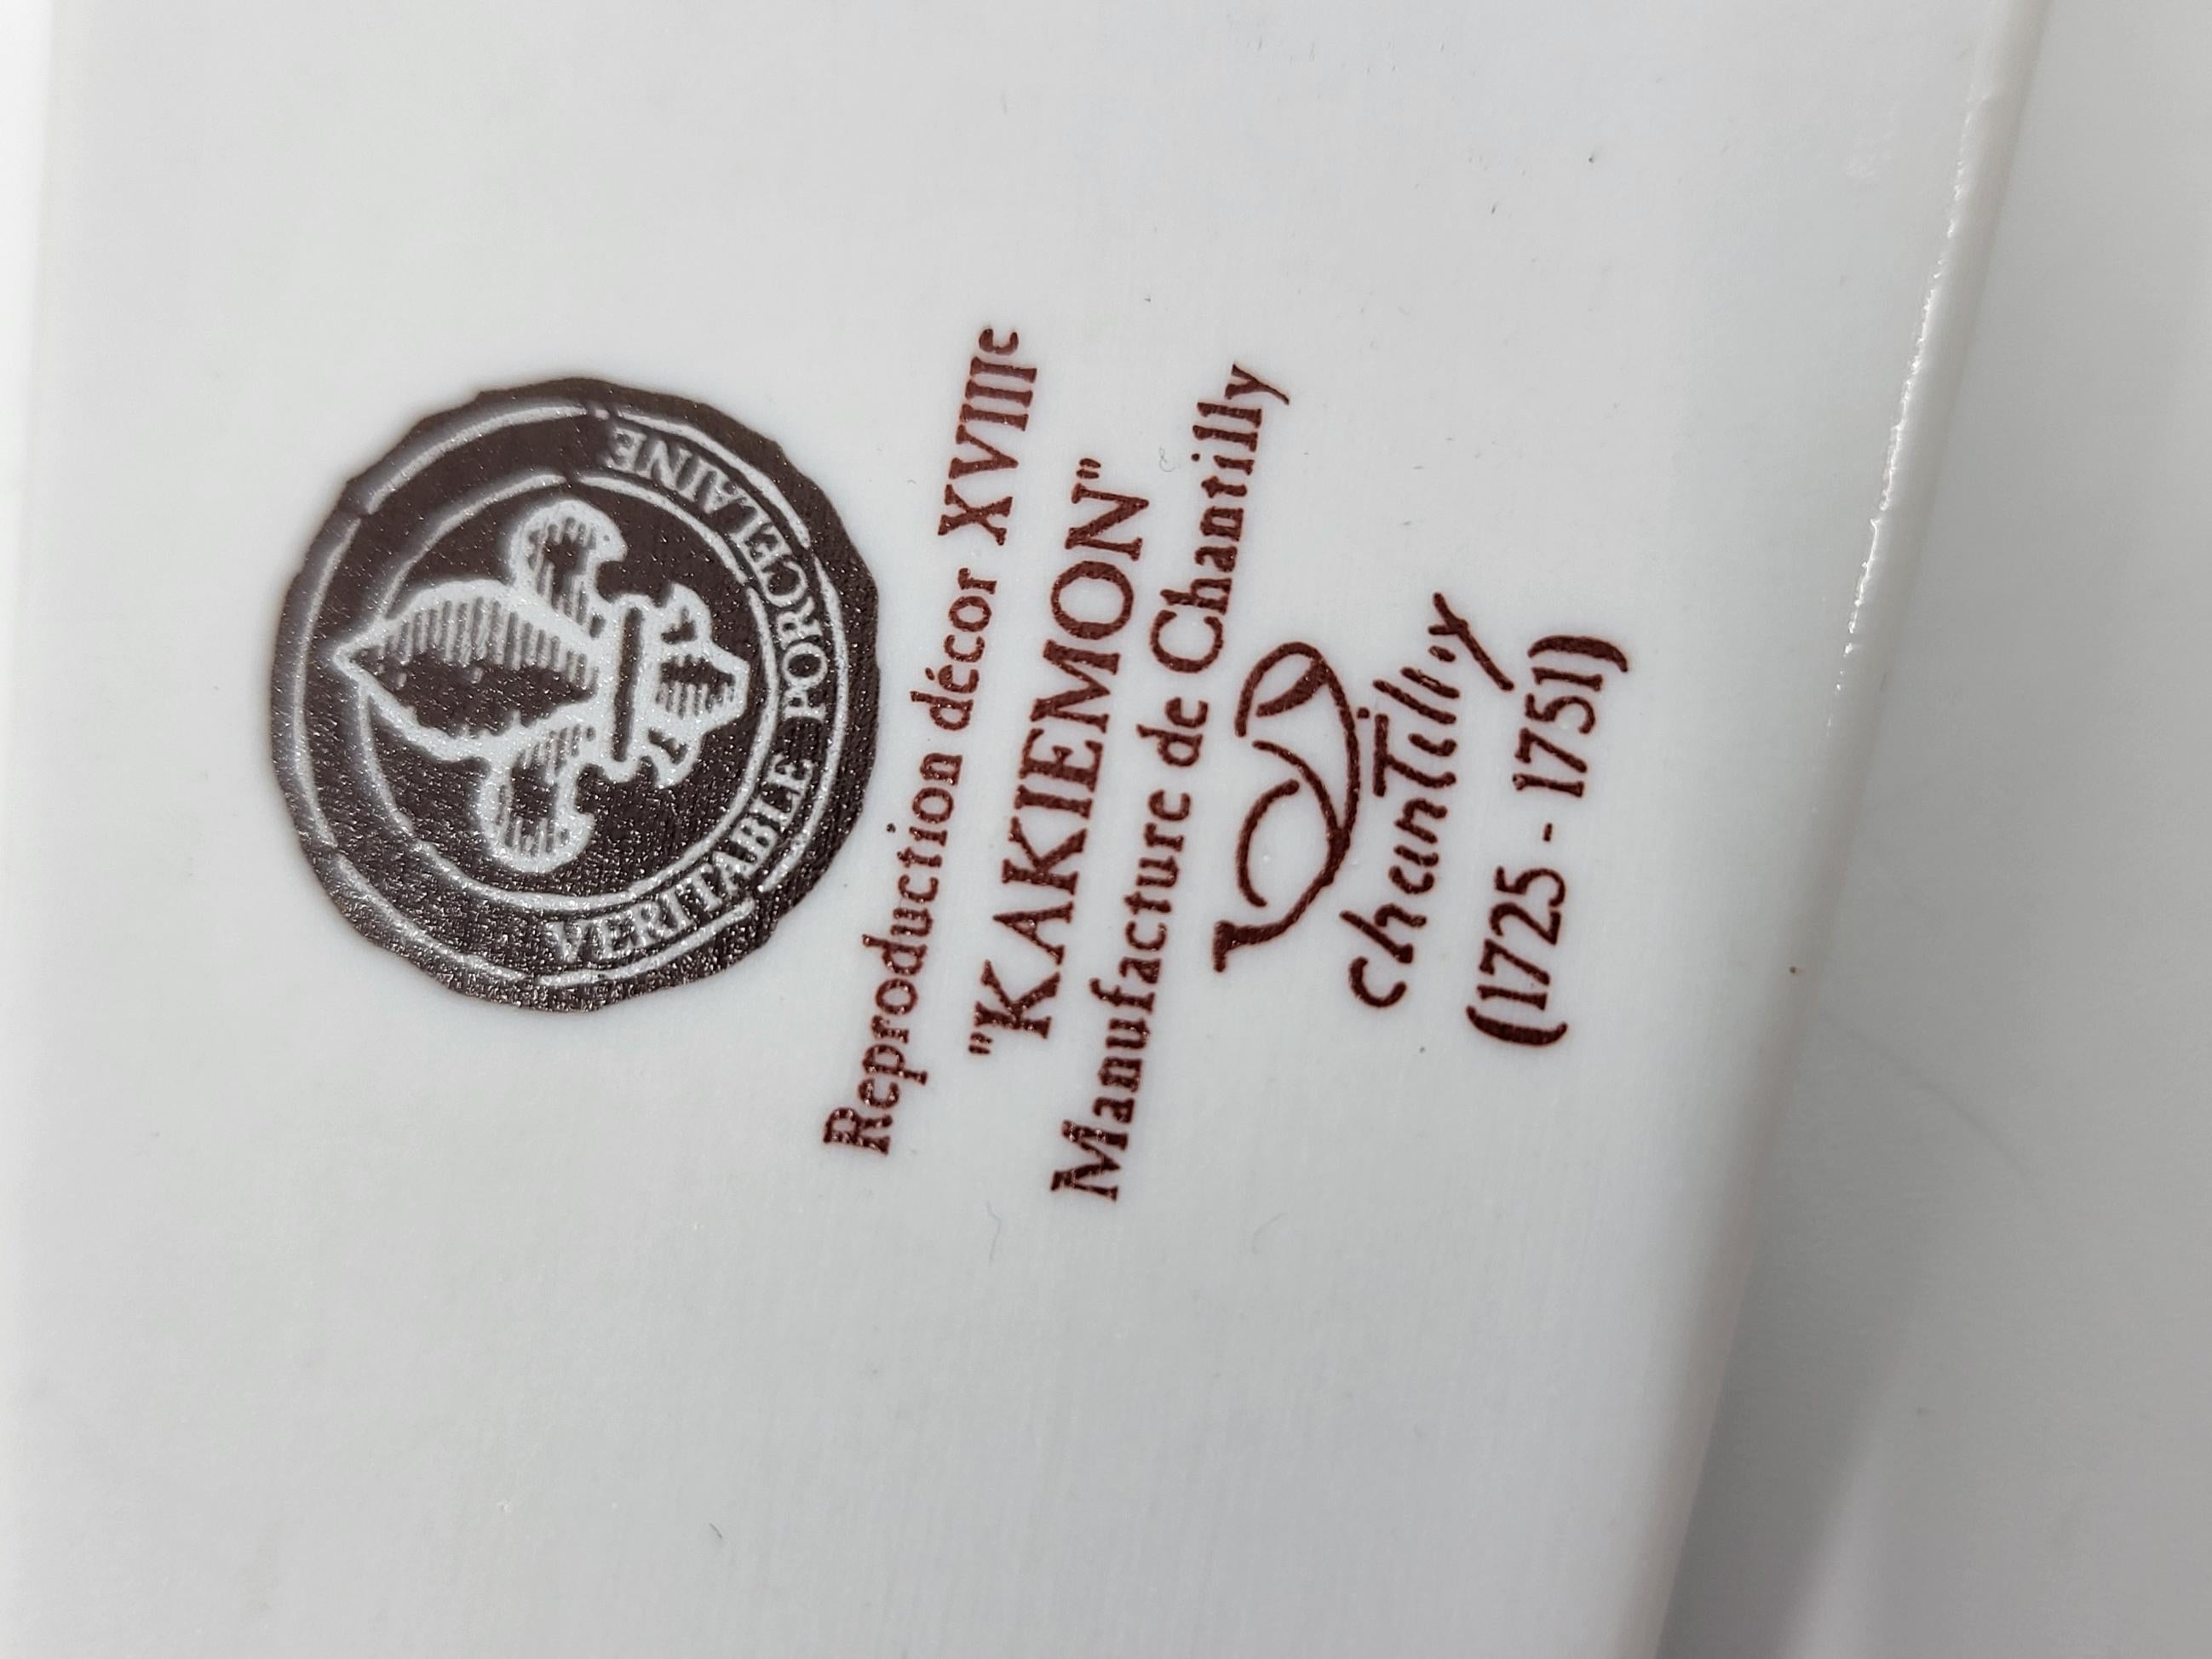 VERITABLE PORCELAINE
Reproduction décor XVIIIe
"KAKIEMON"
Manufacture de Chantilly
chantilly
(1725 - 1751)